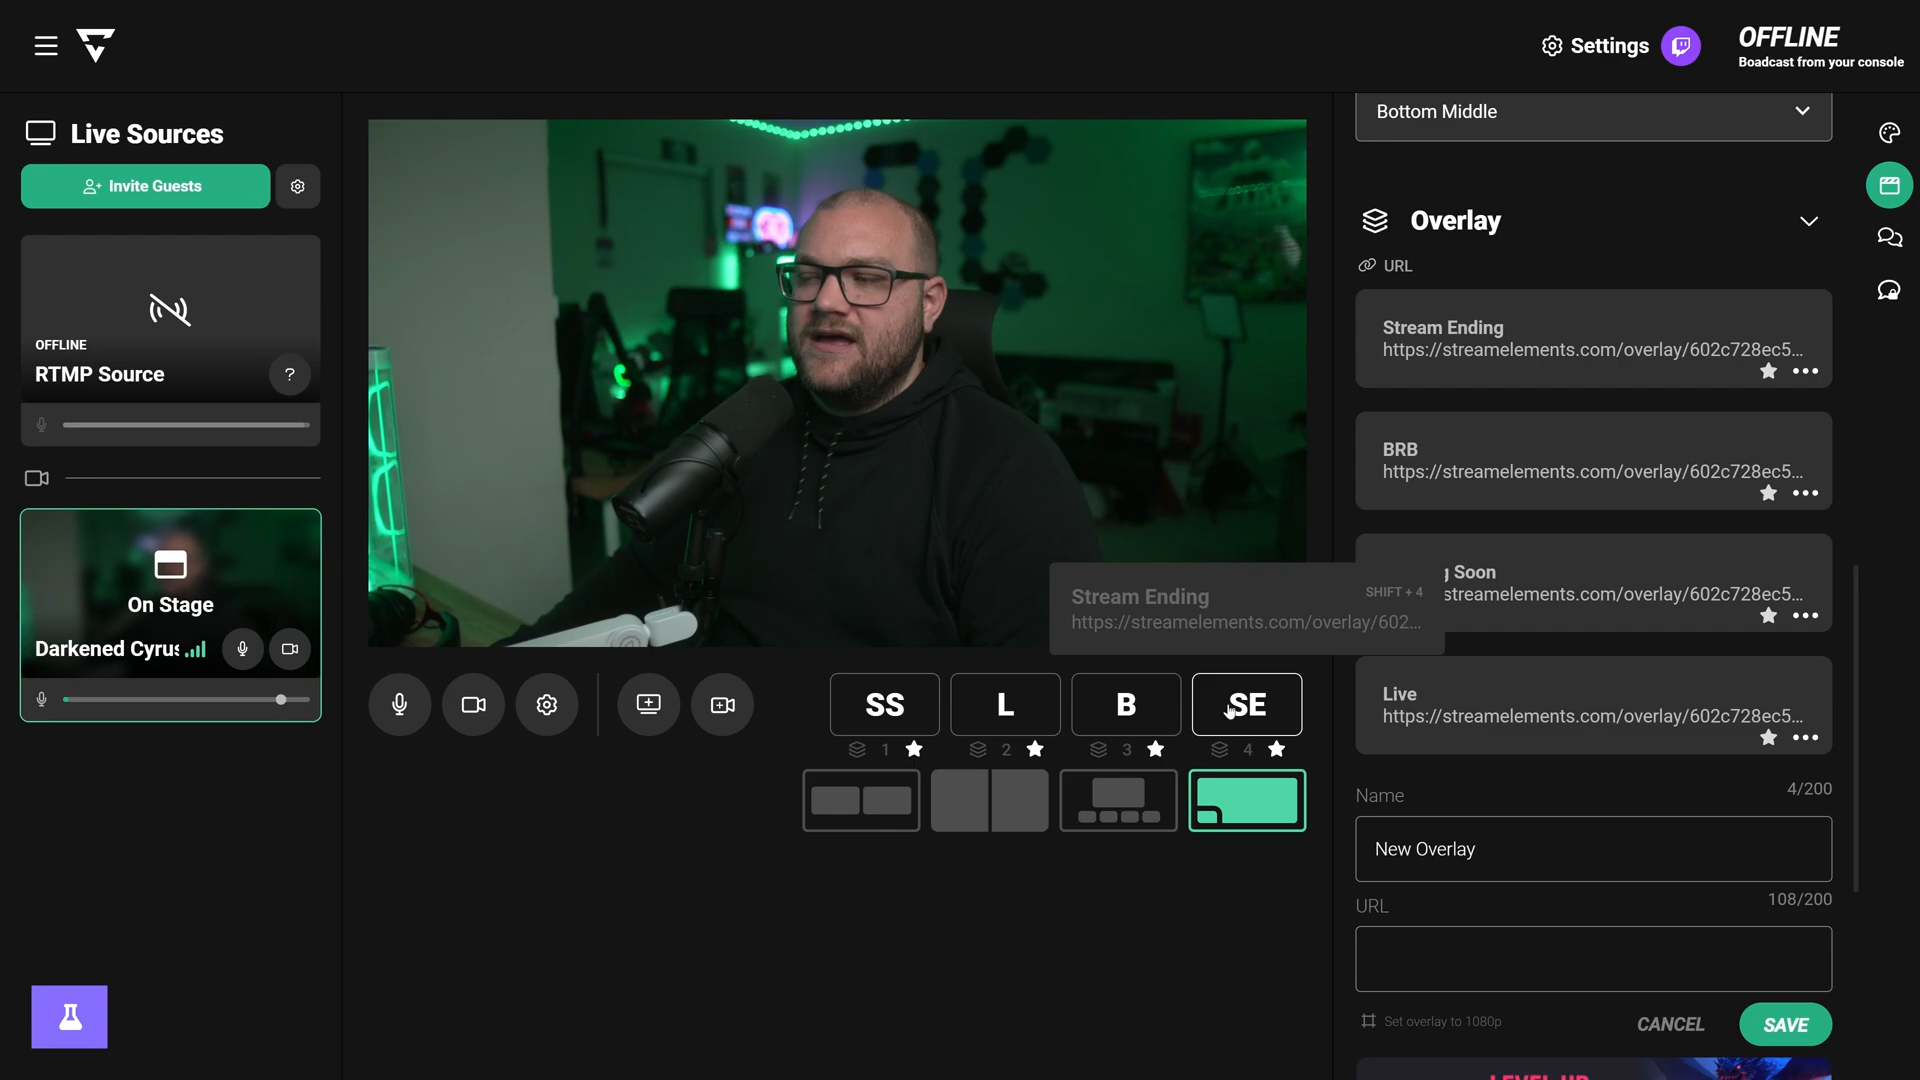 Settings
OFFLINE
Boadcast from your console
Live Sources
Invite Guests
OFFLINE
RTMP Source
?
On Stage
Darkened Cyrus
SS
L
B
SE
1
2
3
4
Stream Ending
SHIFT + 4
https://streamelements.com/overlay/602...
Bottom Middle
Overlay
URL
Stream Ending
https://streamelements.com/overlay/602c728ec5...
BRB
https://streamelements.com/overlay/602c728ec5...
g Soon
streamelements.com/overlay/602c728ec5...
Live
https://streamelements.com/overlay/602c728ec5...
Name
4/200
New Overlay
URL
108/200
Set overlay to 1080p
CANCEL
SAVE
LEVEL UP